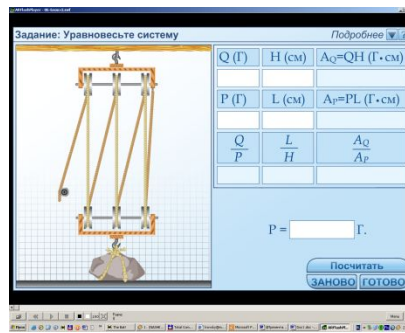 Задание: Уравновесьте систему
Подробнее
Q (Г) H (см) AQ=QH (Г•см)
P (Г) L (см) AP=PL (Г•см)
Q/P L/H AQ/AP
P = Г.
Посчитать
ЗАНОВО ГОТОВО